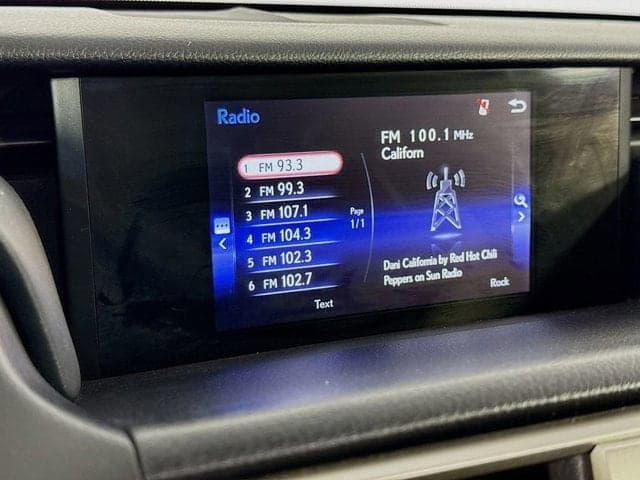 Radio
FM 100.1 MHz
Californ
1 FM 93.3
2 FM 99.3
3 FM 107.1
4 FM 104.3
5 FM 102.3
6 FM 102.7
Page
1/1
Dani California by Red Hot Chili
Peppers on Sun Radio
Rock
Text